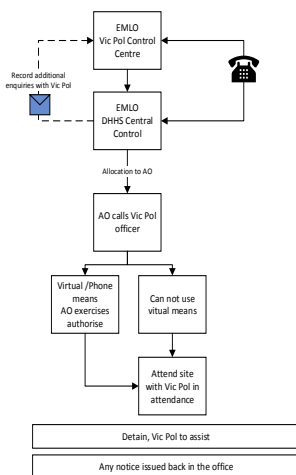 EMLO
Vic Pol Control
Centre
Record additional
enquiries with Vic Pol
EMLO
DHHS Central
Control
Allocation to AO
AO calls Vic Pol
officer
Virtual /Phone
means
AO exercises
authorise
Can not use
vitual means
Attend site
with Vic Pol in
attendance
Detain, Vic Pol to assist
Any notice issued back in the office